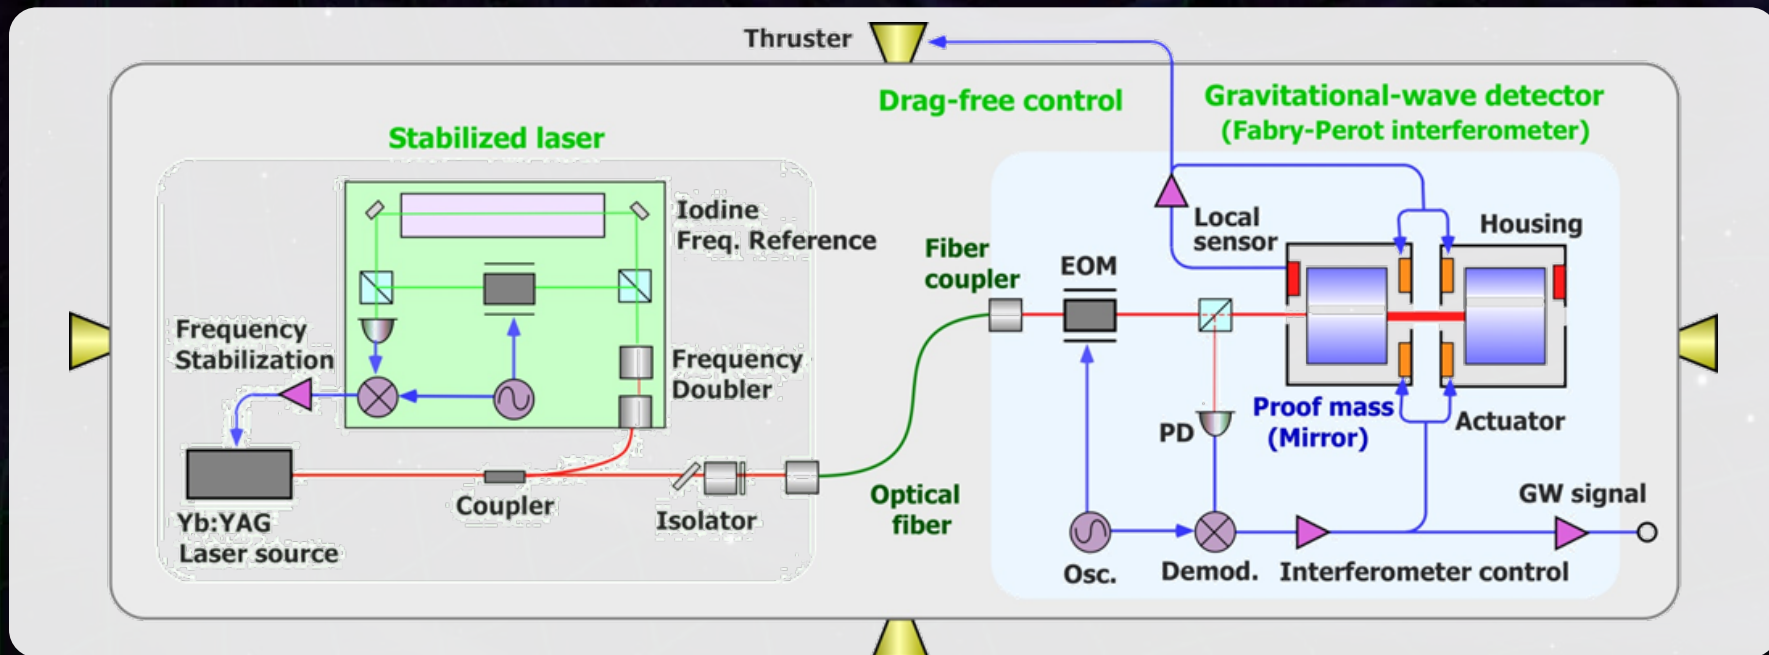 Thruster
Drag-free control
Gravitational-wave detector
(Fabry-Perot interferometer)
Stabilized laser
Iodine
Freq. Reference
Local
sensor
Housing
Fiber
coupler
EOM
Frequency
Stabilization
Frequency
Doubler
Proof mass
(Mirror)
Actuator
PD
Coupler
Isolator
Optical
fiber
GW signal
Yb:YAG
Laser source
Osc.
Demod.
Interferometer control